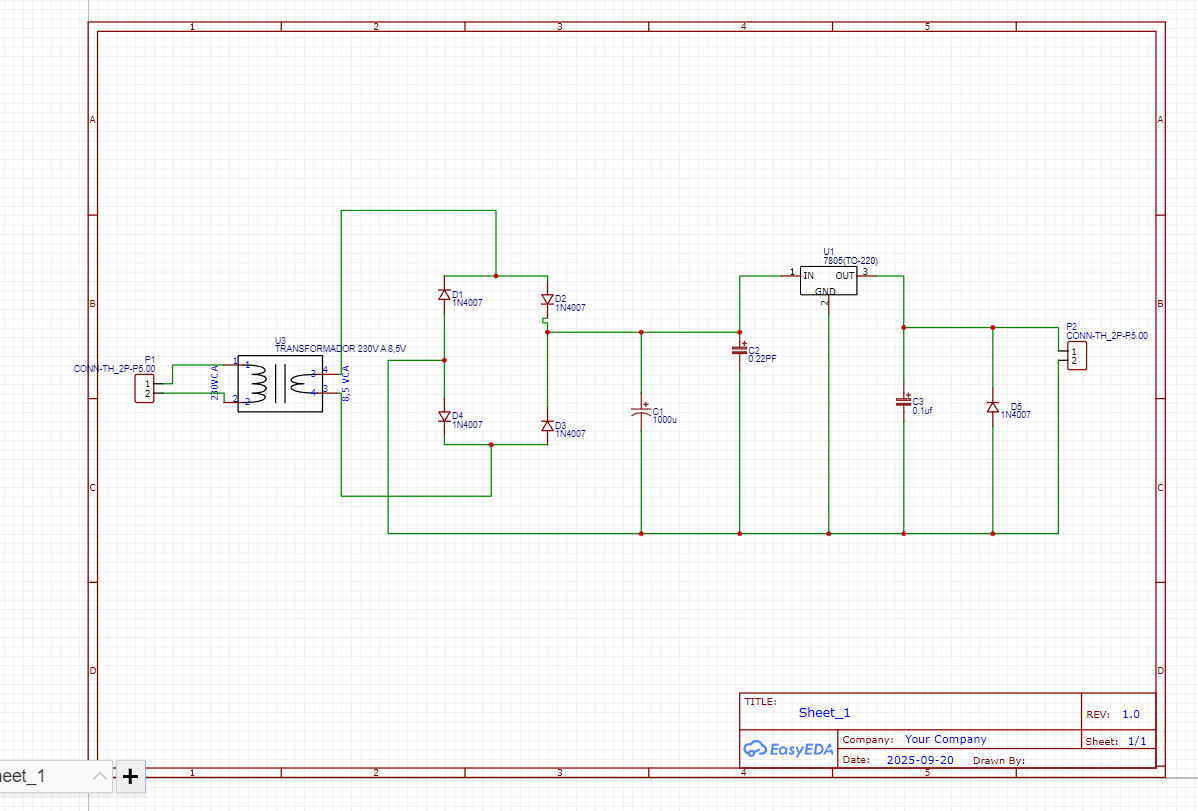 1 2 3 4 5
A A
B B
C C
D D
U1
7805(TO-220)
1 IN OUT 3
GND
2
D1
1N4007
D2
1N4007
P2
CONN-TH_2P-P5.00
1
2
U3
TRANSFORMADOR 230V A 8,5V
P1
CONN-TH_2P-P5.00
1
2
230VCA
1 1
2 2
3 4
4 3
8,5 VCA
C2
0.22PF
C1
1000u
C3
0.1uf
D5
1N4007
D4
1N4007
D3
1N4007
TITLE:
Sheet_1
REV: 1.0
EasyEDA
Company: Your Company
Sheet: 1/1
Date: 2025-09-20 Drawn By:
1 2 3 4 5
eet_1